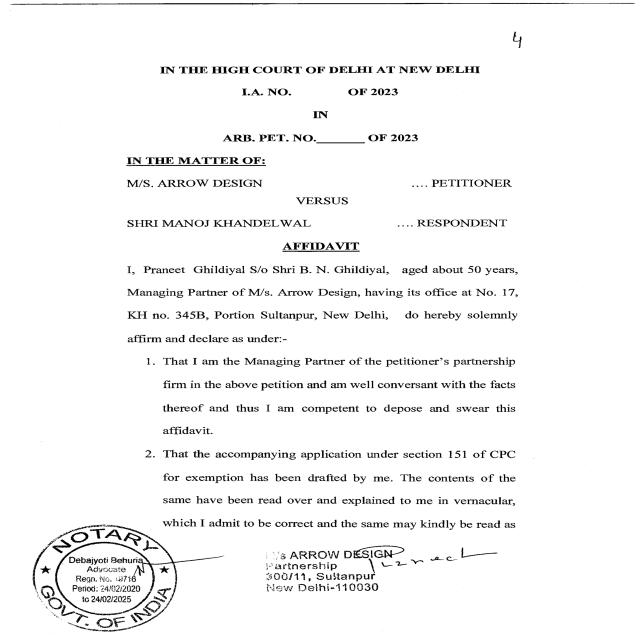 4
IN THE HIGH COURT OF DELHI AT NEW DELHI
I.A. NO. OF 2023
IN
ARB. PET. NO._______ OF 2023
IN THE MATTER OF:
M/S. ARROW DESIGN .... PETITIONER
VERSUS
SHRI MANOJ KHANDELWAL .... RESPONDENT
AFFIDAVIT
I, Praneet Ghildiyal S/o Shri B. N. Ghildiyal, aged about 50 years,
Managing Partner of M/s. Arrow Design, having its office at No. 17,
KH no. 345B, Portion Sultanpur, New Delhi, do hereby solemnly
affirm and declare as under:-
1. That I am the Managing Partner of the petitioner's partnership
firm in the above petition and am well conversant with the facts
thereof and thus I am competent to depose and swear this
affidavit.
2. That the accompanying application under section 151 of CPC
for exemption has been drafted by me. The contents of the
same have been read over and explained to me in vernacular,
which I admit to be correct and the same may kindly be read as
NOTARY
Debajyoti Behuria
Advocate
Regn. No.
Period: 24/02/2020
to 24/02/2025
GOVT. OF INDIA
ARROW DESIGN
Partnership
300/11, Sultanpur
New Delhi-110030